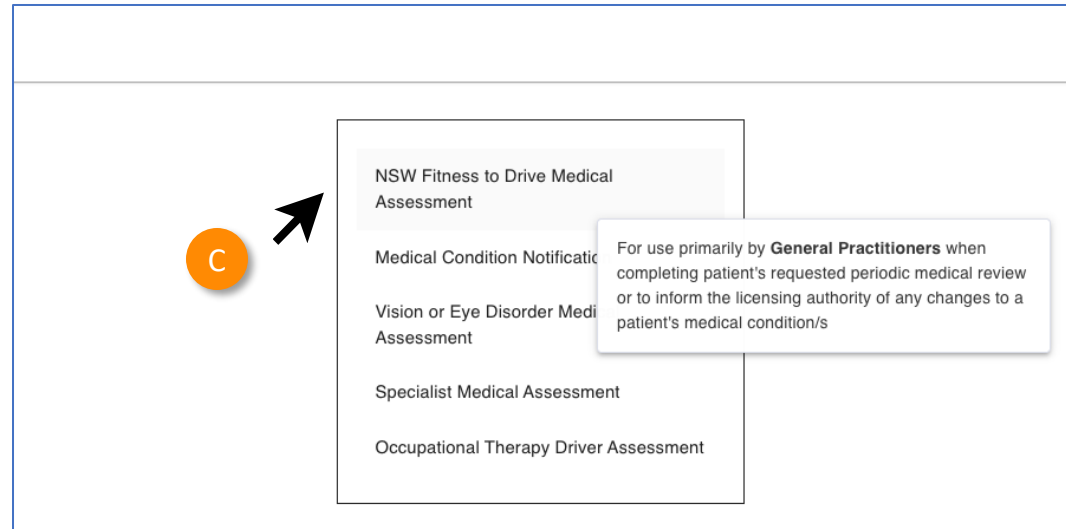 NSW Fitness to Drive Medical
Assessment
C
For use primarily by General Practitioners when
completing patient's requested periodic medical review
or to inform the licensing authority of any changes to a
patient's medical condition/s
Medical Condition Notificatio
Vision or Eye Disorder Medi
Assessment
Specialist Medical Assessment
Occupational Therapy Driver Assessment